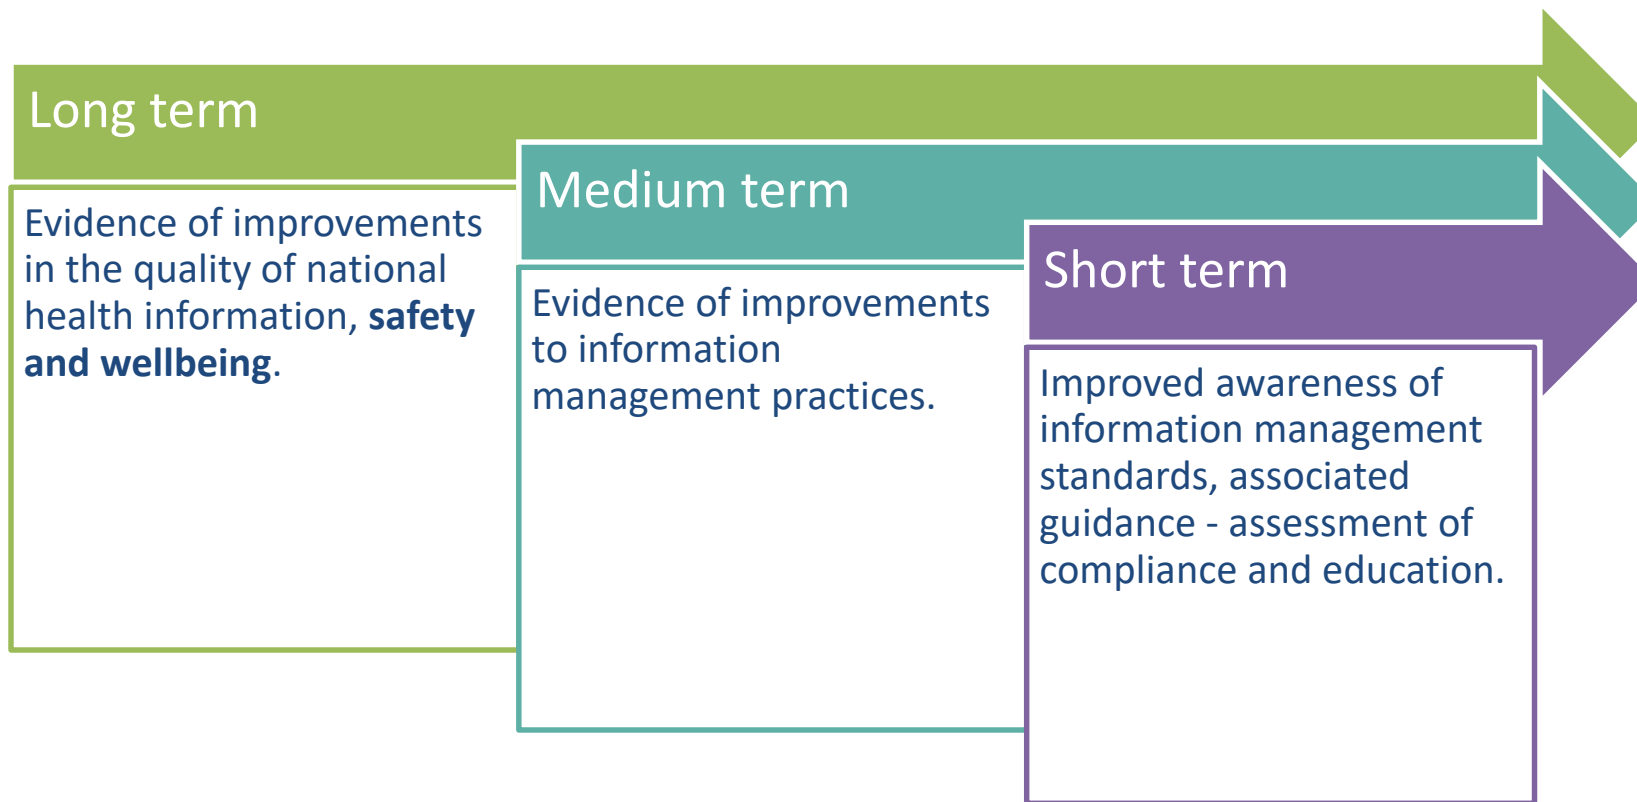 Long term
Evidence of improvements
in the quality of national
health information, safety
and wellbeing.
Medium term
Evidence of improvements
to information
management practices.
Short term
Improved awareness of
information management
standards, associated
guidance - assessment of
compliance and education.